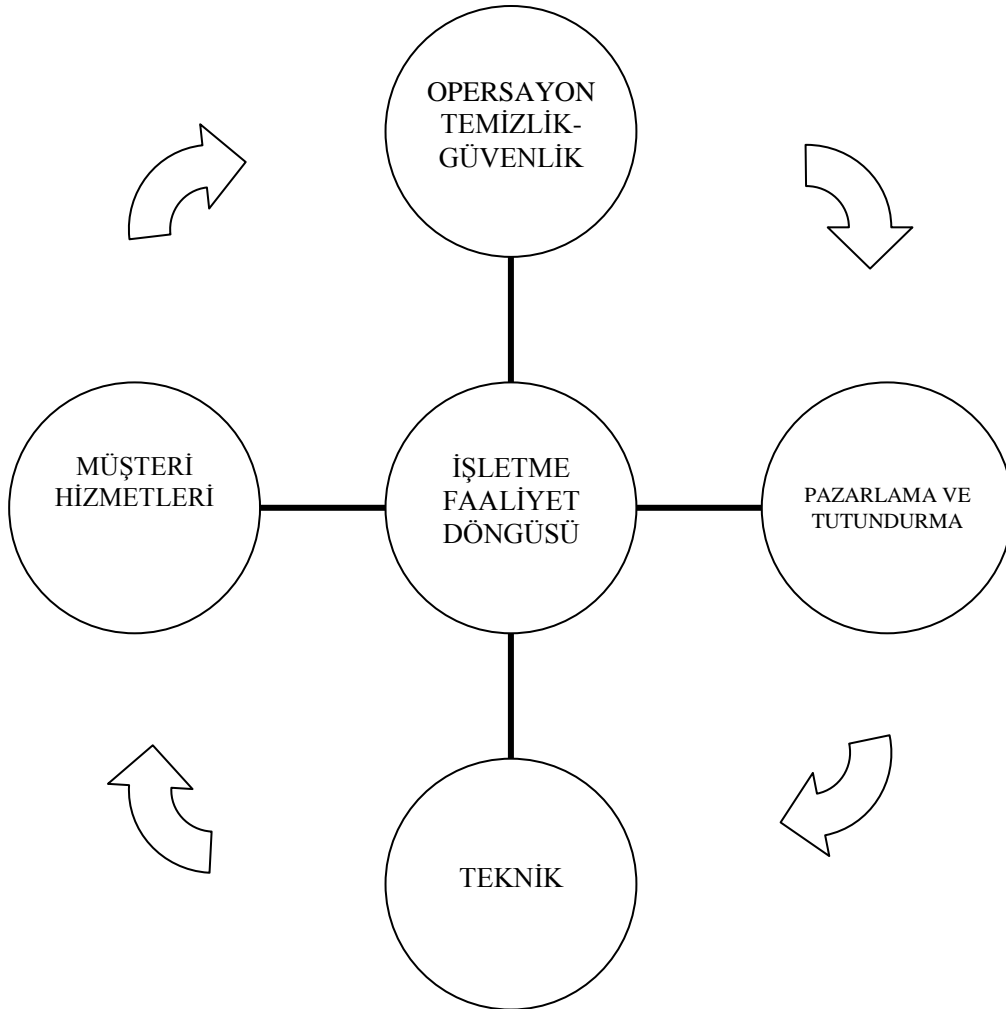 OPERSAYON
TEMİZLİK-
GÜVENLİK
MÜŞTERİ
HİZMETLERİ
İŞLETME
FAALİYET
DÖNGÜSÜ
PAZARLAMA VE
TUTUNDURMA
TEKNİK